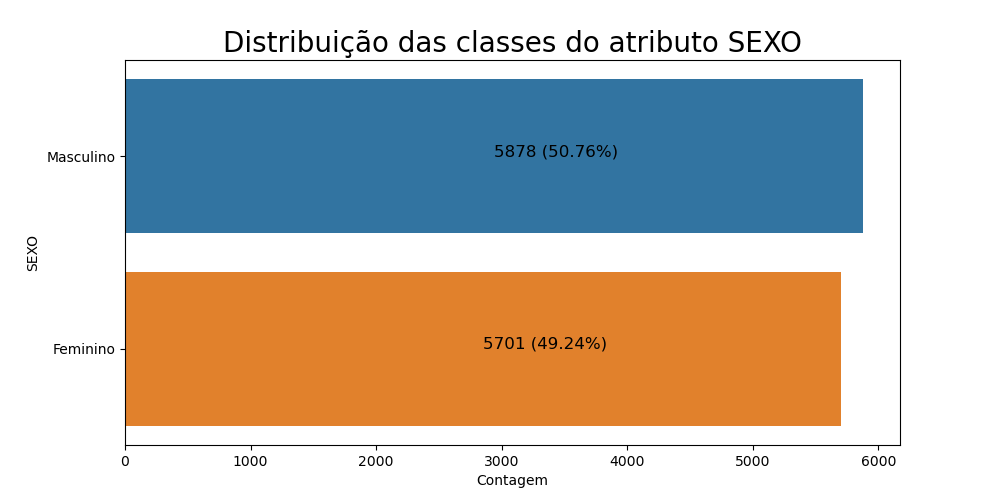 Distribuição das classes do atributo SEXO
SEXO
Masculino
5878 (50.76%)
Feminino
5701 (49.24%)
0 1000 2000 3000 4000 5000 6000
Contagem